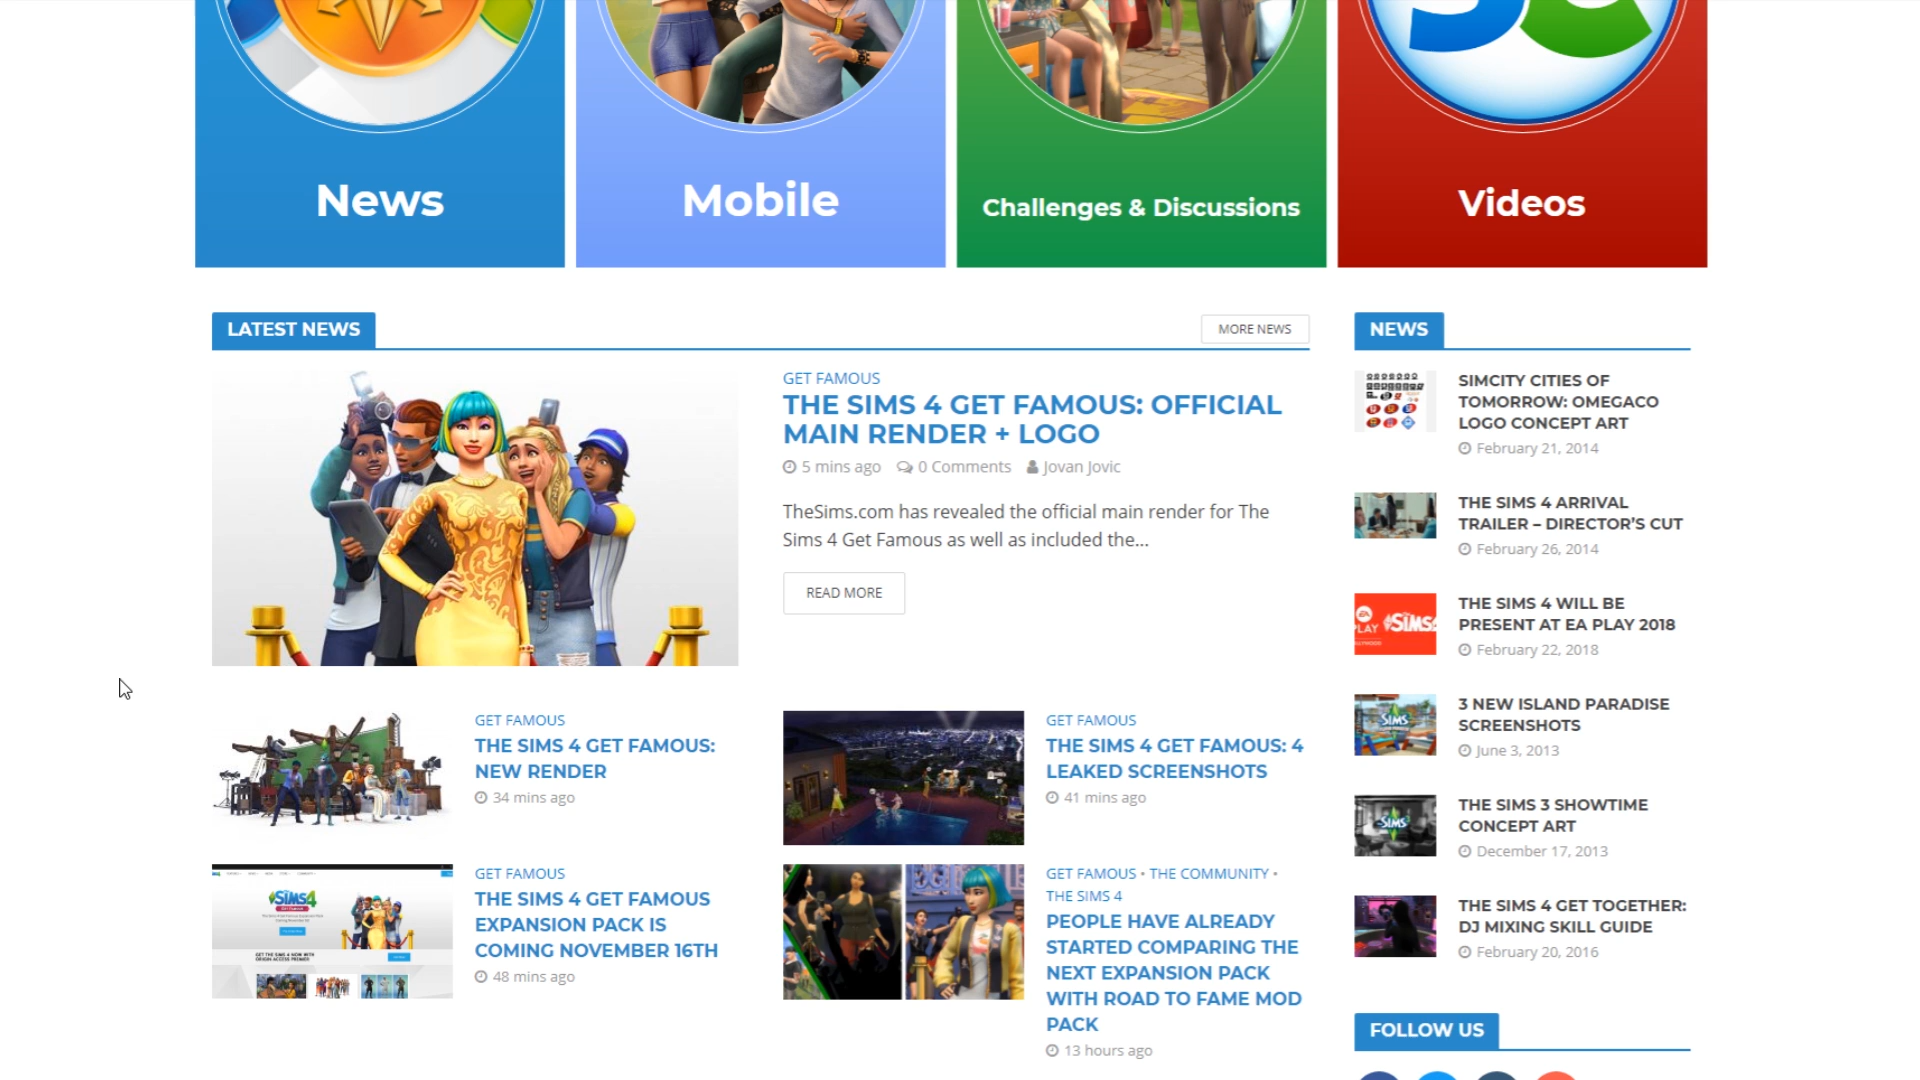 News
Mobile
Challenges & Discussions
Videos
LATEST NEWS
MORE NEWS
GET FAMOUS
THE SIMS 4 GET FAMOUS: OFFICIAL
MAIN RENDER + LOGO
5 mins ago 0 Comments Jovan Jovic
TheSims.com has revealed the official main render for The
Sims 4 Get Famous as well as included the...
READ MORE
GET FAMOUS
THE SIMS 4 GET FAMOUS:
NEW RENDER
34 mins ago
GET FAMOUS
THE SIMS 4 GET FAMOUS: 4
LEAKED SCREENSHOTS
41 mins ago
GET FAMOUS
THE SIMS 4 GET FAMOUS
EXPANSION PACK IS
COMING NOVEMBER 16TH
48 mins ago
GET FAMOUS • THE COMMUNITY •
THE SIMS 4
PEOPLE HAVE ALREADY
STARTED COMPARING THE
NEXT EXPANSION PACK
WITH ROAD TO FAME MOD
PACK
13 hours ago
NEWS
SIMCITY CITIES OF
TOMORROW: OMEGACO
LOGO CONCEPT ART
February 21, 2014
THE SIMS 4 ARRIVAL
TRAILER – DIRECTOR’S CUT
February 26, 2014
EA
PLAY
SIMS
THE SIMS 4 WILL BE
PRESENT AT EA PLAY 2018
February 22, 2018
SIMS
3 NEW ISLAND PARADISE
SCREENSHOTS
June 3, 2013
SIMS
THE SIMS 3 SHOWTIME
CONCEPT ART
December 17, 2013
THE SIMS 4 GET TOGETHER:
DJ MIXING SKILL GUIDE
February 20, 2016
FOLLOW US